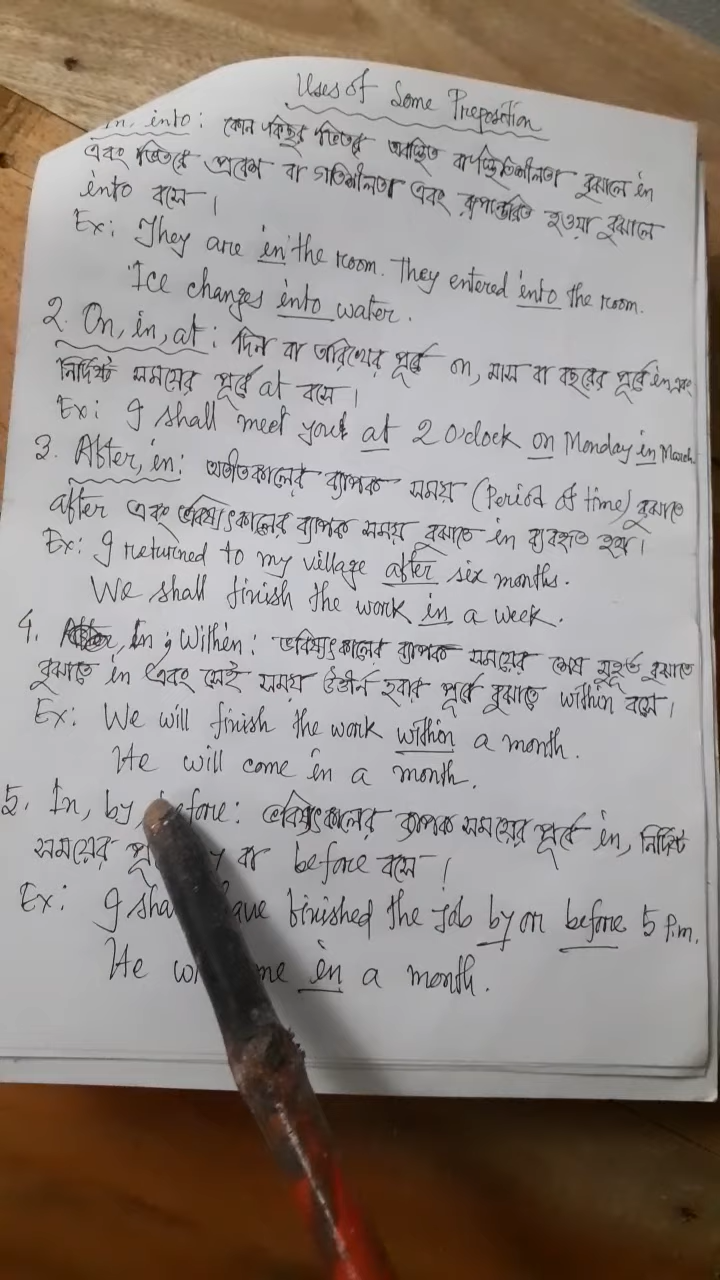 Uses of Some Preposition
In, into: কোন কিছুর ভিতরে অবস্থিত বা স্থিতিশীলতা বুঝালে in
এবং ভিতরে প্রবেশ বা গতিশীলতা এবং রূপান্তরিত হওয়া বুঝালে
into বসে।
Ex: They are in the room. They entered into the room.
Ice changes into water.
2. On, in, at: দিন বা তারিখের পূর্বে on, মাস বা বছরের পূর্বে in এবং
নির্দিষ্ট সময়ের পূর্বে at বসে।
Ex: I shall meet you at 2 O'clock on Monday in March.
3. After, in: অতীতকালের ব্যাপক সময় (Period of time) বুঝাতে
after এবং ভবিষ্যৎকালের ব্যাপক সময় বুঝাতে in ব্যবহৃত হয়।
Ex: I returned to my village after six months.
We shall finish the work in a week.
4. In, Within: ভবিষ্যৎকালের ব্যাপক সময়ের শেষ মুহূর্ত বুঝাতে
বুঝাতে in এবং সেই সময় উত্তীর্ন হবার পূর্বে বুঝাতে within বসে।
Ex: We will finish the work within a month.
He will come in a month.
5. In, by, before: ভবিষ্যৎকালের ব্যাপক সময়ের পূর্বে in, নির্দিষ্ট
সময়ের বা before বসে।
Ex: I finished the job by or before 5 P.m.
He in a month.